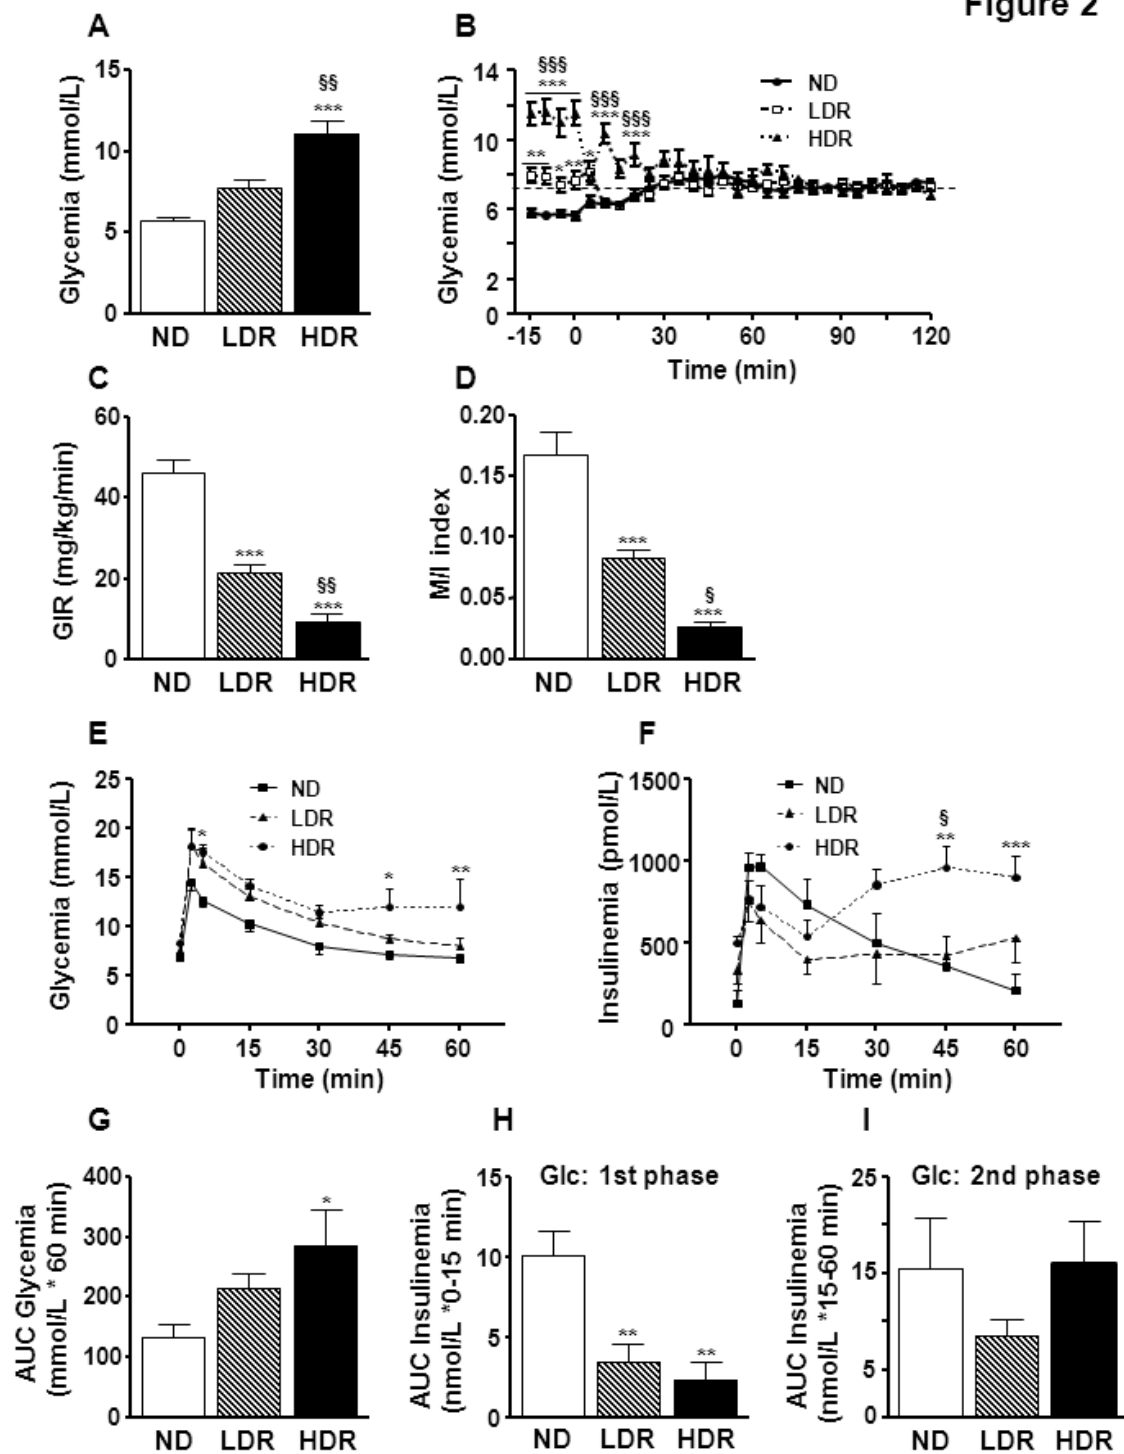 Figure 2
A
Glycemia (mmol/L)
15
10
5
0
§§
***
ND LDR HDR
B
Glycemia (mmol/L)
14
10
6
2
0
§§§
***
§§§
***
§§§
***
**
*
**
*
ND
LDR
HDR
-15 0 30 60 90 120
Time (min)
C
GIR (mg/kg/min)
60
40
20
0
***
§§
***
ND LDR HDR
D
M/I index
0.20
0.15
0.10
0.05
0.00
***
§
***
ND LDR HDR
E
Glycemia (mmol/L)
25
20
15
10
5
0
ND
LDR
HDR
*
*
**
0 15 30 45 60
Time (min)
F
Insulinemia (pmol/L)
1500
1000
500
0
ND
LDR
HDR
§
**
***
0 15 30 45 60
Time (min)
G
AUC Glycemia
(mmol/L * 60 min)
400
300
200
100
0
*
ND LDR HDR
H
Glc: 1st phase
AUC Insulinemia
(nmol/L *0-15 min)
15
10
5
0
**
**
ND LDR HDR
I
Glc: 2nd phase
AUC Insulinemia
(nmol/L *15-60 min)
25
15
5
0
ND LDR HDR